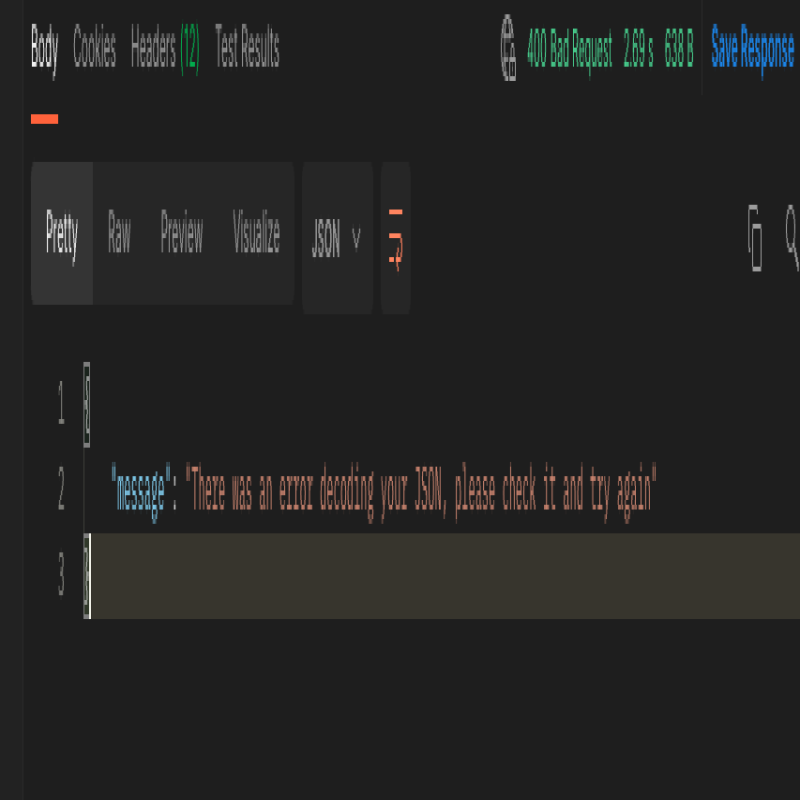 Body Cookies Headers (12) Test Results 400 Bad Request 2.69 s 638 B Save Response
Pretty Raw Preview Visualize JSON
1 {
2 "message": "There was an error decoding your JSON, please check it and try again"
3 }